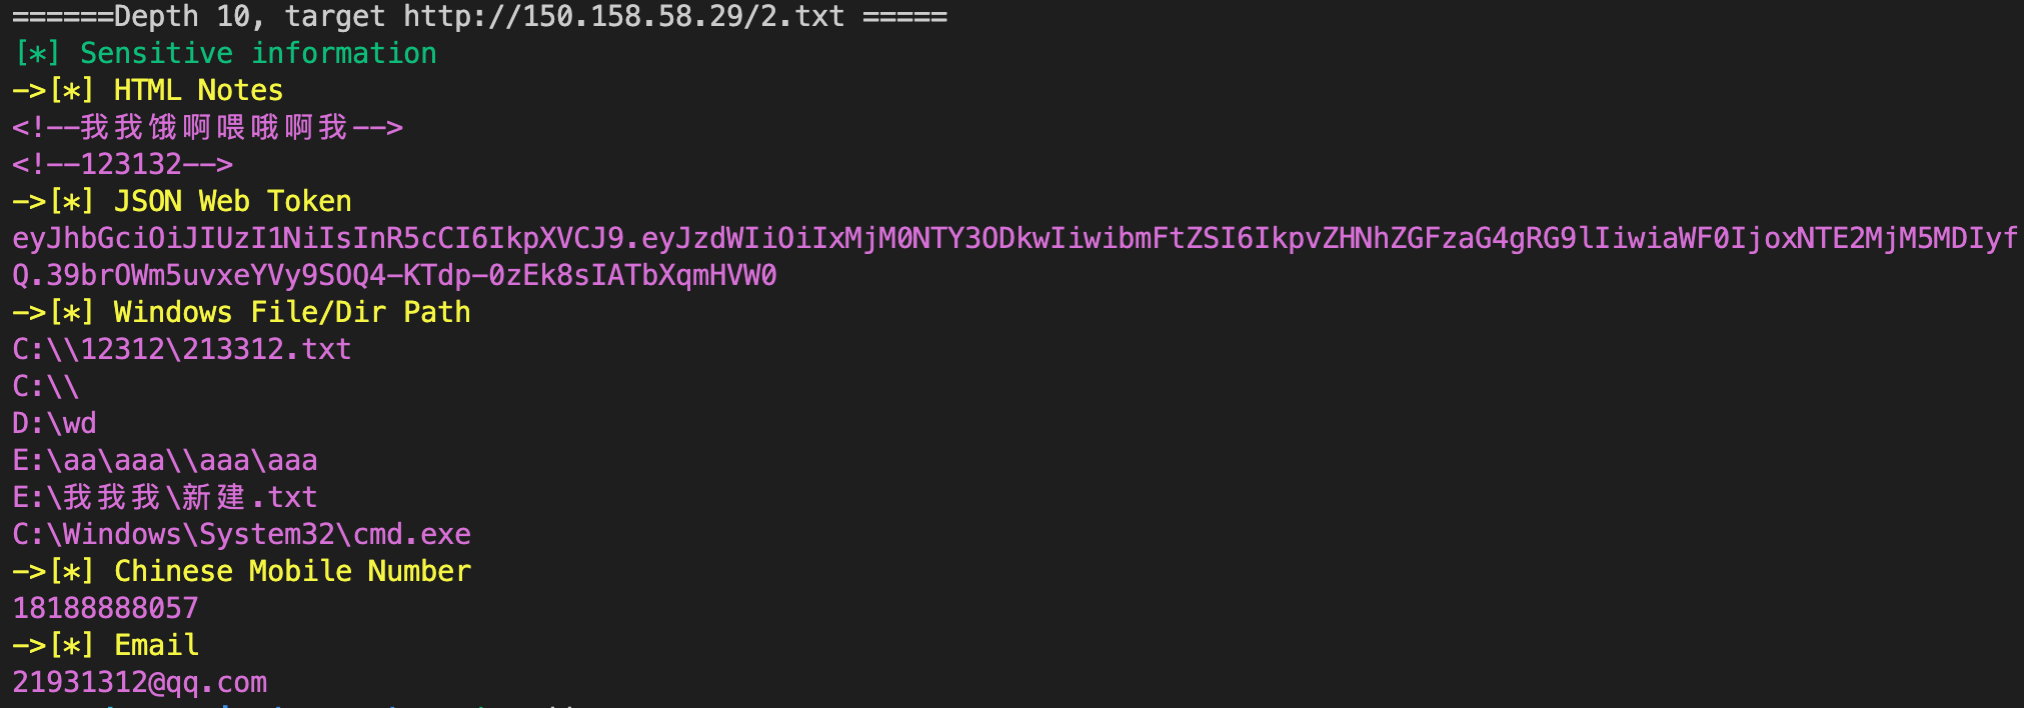 ======Depth 10, target http://150.158.58.29/2.txt =====
[*] Sensitive information
->[*] HTML Notes
<!--我我饿啊喂哦啊我-->
<!--123132-->
->[*] JSON Web Token
eyJhbGciOiJIUzI1NiIsInR5cCI6IkpXVCJ9.eyJzdWIiOiIxMjM0NTY3ODkwIiwibmFtZSI6IkpvZHNhZGFzaG4gRG9lIiwiaWF0IjoxNTE2MjM5MDIyf
Q.39brOWm5uvxeYVy9SOQ4-KTdp-0zEk8sIATbXqmHVW0
->[*] Windows File/Dir Path
C:\\12312\213312.txt
C:\\
D:\wd
E:\aa\aaa\\aaa\aaa
E:\我我我\新建.txt
C:\Windows\System32\cmd.exe
->[*] Chinese Mobile Number
18188888057
->[*] Email
21931312@qq.com